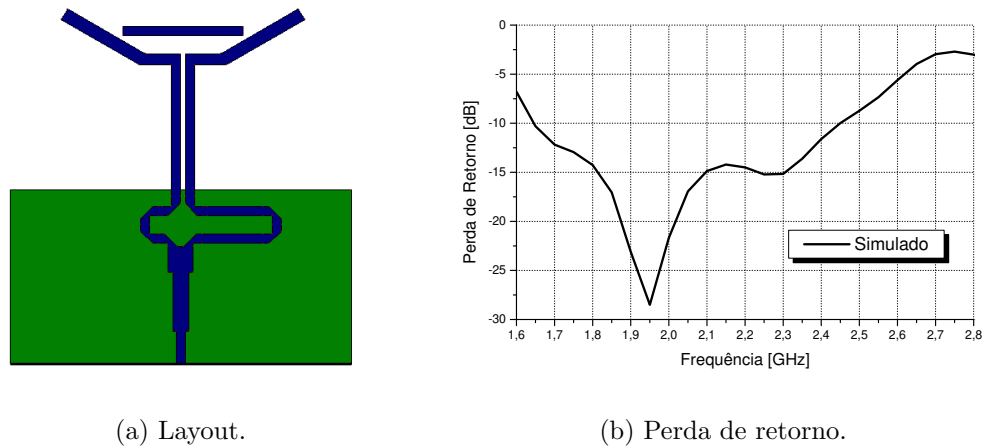 0
-5
-10
-15
-20
-25
-30
Perda de Retorno [dB]
Simulado
1,6 1,7 1,8 1,9 2,0 2,1 2,2 2,3 2,4 2,5 2,6 2,7 2,8
Frequência [GHz]
(a) Layout.
(b) Perda de retorno.